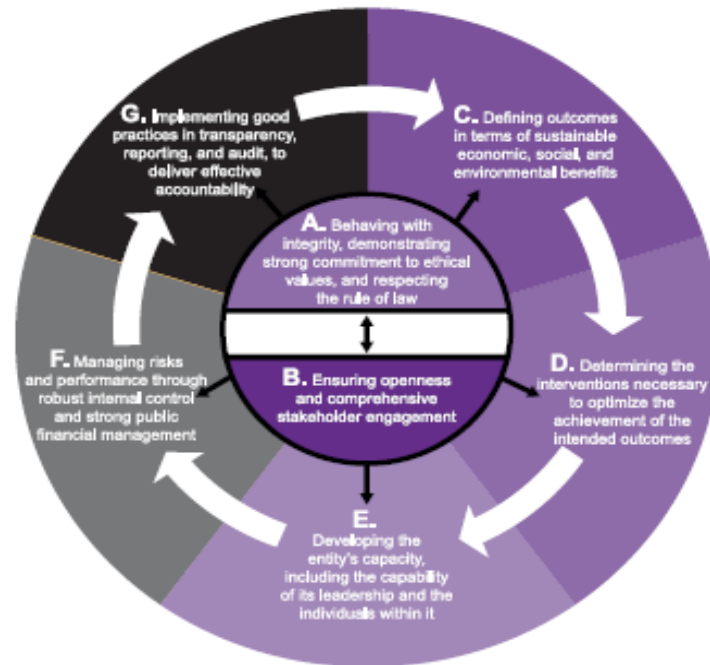 A. Behaving with
integrity, demonstrating
strong commitment to ethical
values, and respecting
the rule of law
B. Ensuring openness
and comprehensive
stakeholder engagement
C. Defining outcomes
in terms of sustainable
economic, social, and
environmental benefits
D. Determining the
interventions necessary
to optimize the
achievement of the
intended outcomes
E.
Developing the
entity's capacity,
including the capability
of its leadership and the
individuals within it
F. Managing risks
and performance through
robust internal control
and strong public
financial management
G. Implementing good
practices in transparency,
reporting, and audit, to
deliver effective
accountability